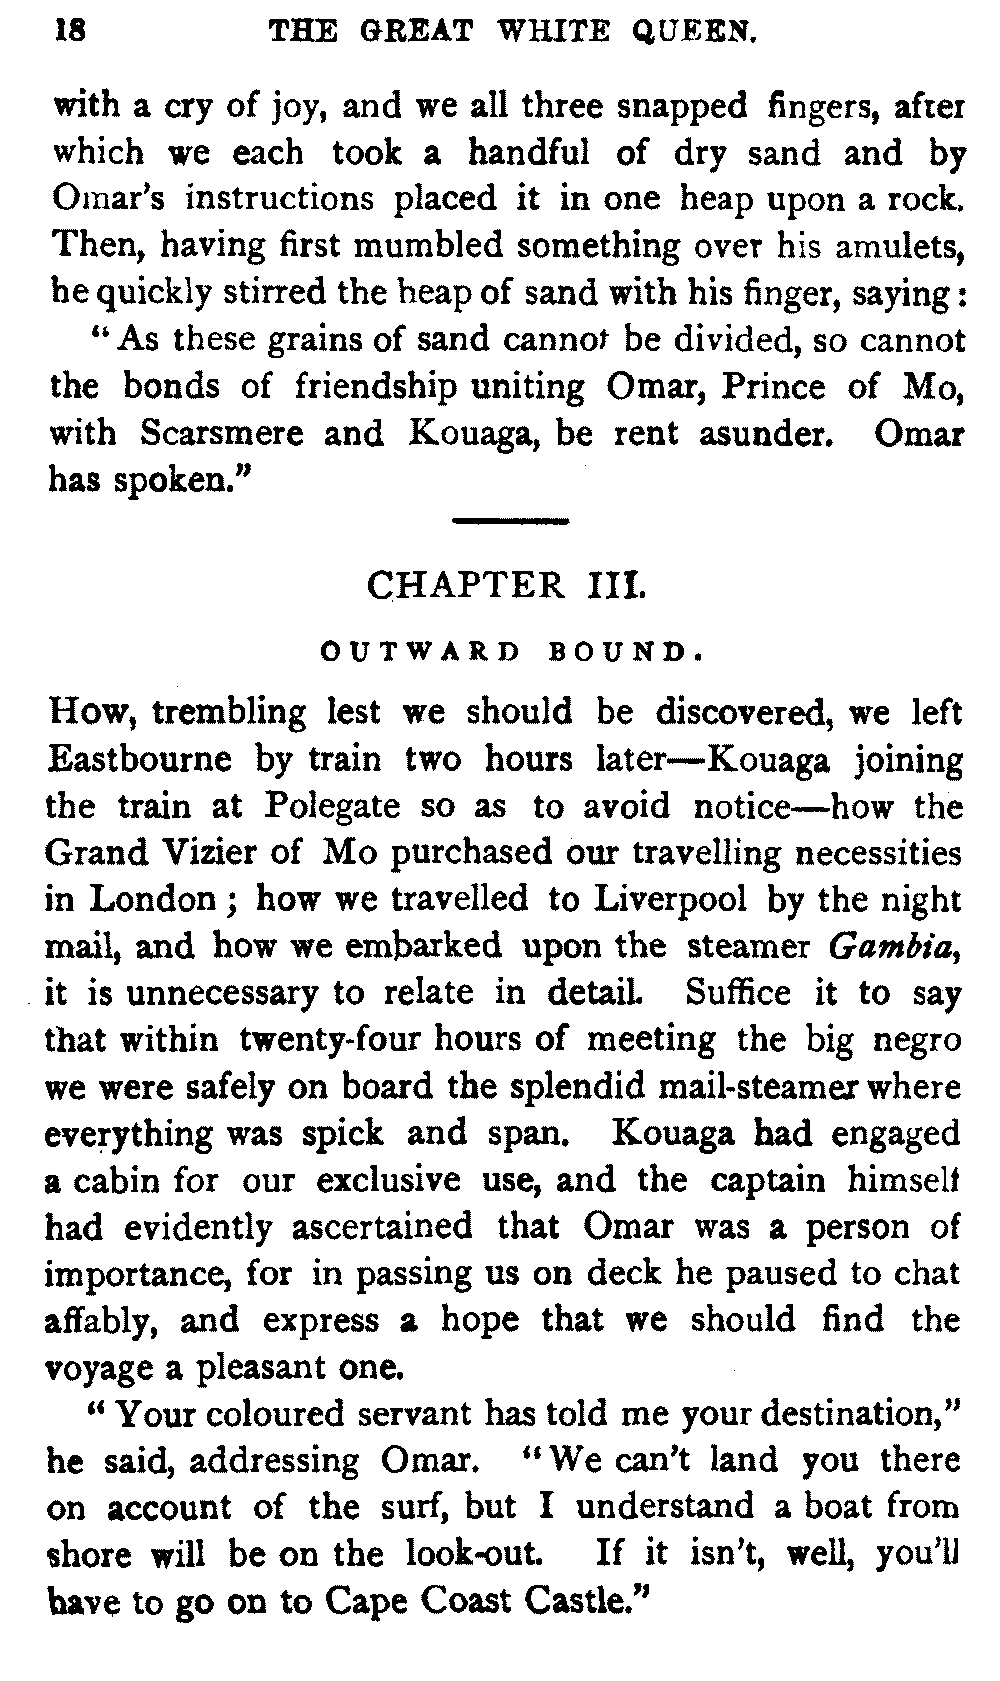 18 THE GREAT WHITE QUEEN.
with a cry of joy, and we all three snapped fingers, after
which we each took a handful of dry sand and by
Omar's instructions placed it in one heap upon a rock.
Then, having first mumbled something over his amulets,
he quickly stirred the heap of sand with his finger, saying :
“ As these grains of sand cannot be divided, so cannot
the bonds of friendship uniting Omar, Prince of Mo,
with Scarsmere and Kouaga, be rent asunder. Omar
has spoken.”
CHAPTER III.
OUTWARD BOUND.
How, trembling lest we should be discovered, we left
Eastbourne by train two hours later—Kouaga joining
the train at Polegate so as to avoid notice—how the
Grand Vizier of Mo purchased our travelling necessities
in London ; how we travelled to Liverpool by the night
mail, and how we embarked upon the steamer Gambia,
it is unnecessary to relate in detail. Suffice it to say
that within twenty-four hours of meeting the big negro
we were safely on board the splendid mail-steamer where
everything was spick and span. Kouaga had engaged
a cabin for our exclusive use, and the captain himself
had evidently ascertained that Omar was a person of
importance, for in passing us on deck he paused to chat
affably, and express a hope that we should find the
voyage a pleasant one.
“ Your coloured servant has told me your destination,”
he said, addressing Omar. “ We can't land you there
on account of the surf, but I understand a boat from
shore will be on the look-out. If it isn't, well, you'll
have to go on to Cape Coast Castle.”